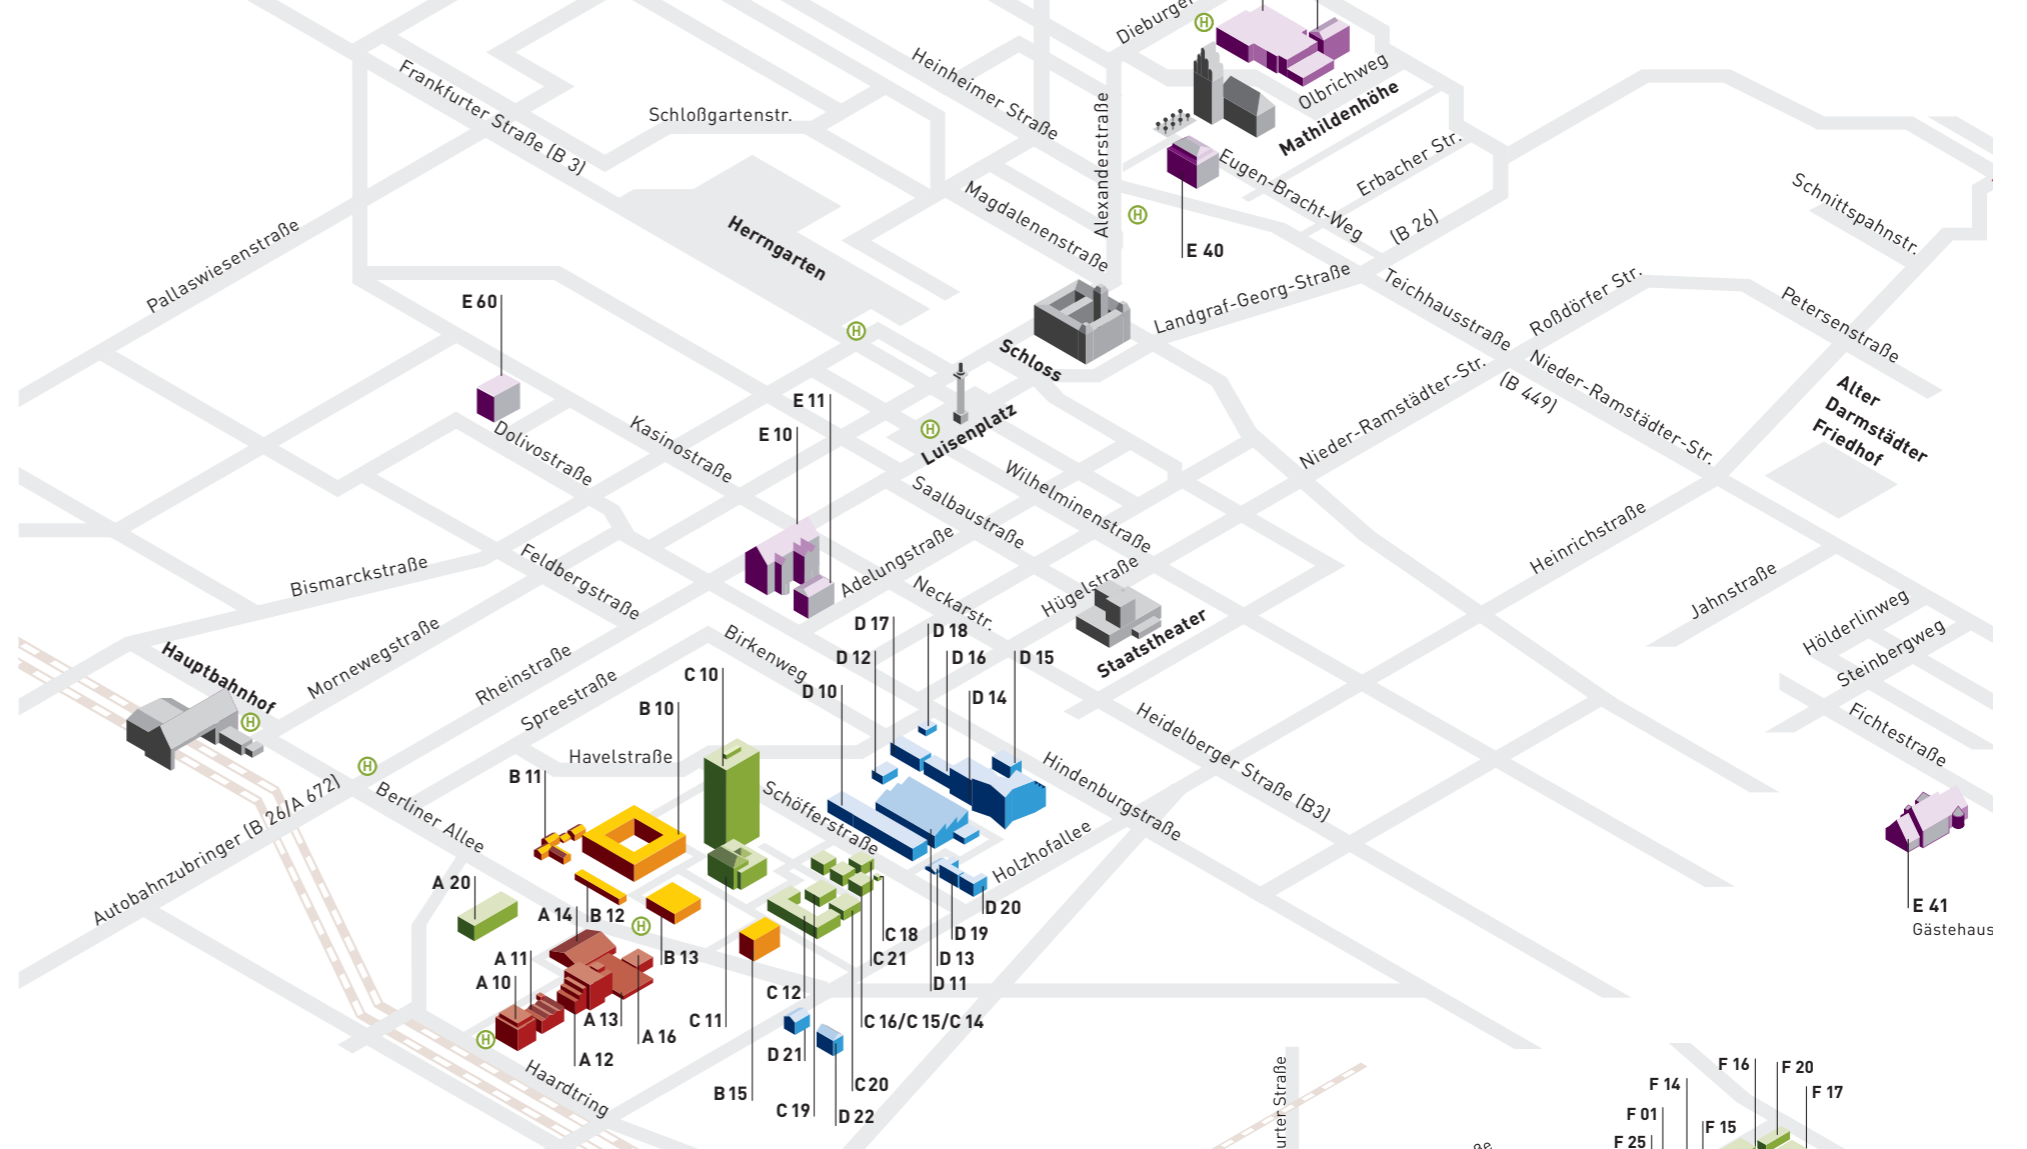 Dieburger
Heinheimer Straße
Frankfurter Straße (B 3)
Schloßgartenstr.
Olbrichweg
Mathildenhöhe
Alexanderstraße
Eugen-Bracht-Weg
Erbacher Str.
(B 26)
Schnittspahnstr.
Magdalenenstraße
E 40
Herrngarten
Pallaswiesenstraße
E 60
Landgraf-Georg-Straße
Teichhausstraße
Roßdörfer Str.
Petersenstraße
Schloss
Nieder-Ramstädter-Str.
(B 449)
Nieder-Ramstädter-Str.
Alter
Darmstädter
Friedhof
E 11
E 10
Luisenplatz
Dolivostraße
Kasinostraße
Wilhelminenstraße
Saalbaustraße
Heinrichstraße
Bismarckstraße
Feldbergstraße
Adelungstraße
Neckarstr.
Hügelstraße
Jahnstraße
Hölderlinweg
Steinbergweg
Staatstheater
Hauptbahnhof
Mornewegstraße
Rheinstraße
Spreestraße
Birkenweg
D 17
D 18
D 12
D 16
D 15
C 10
D 10
D 14
B 10
Heidelberger Straße (B3)
Fichtestraße
Havelstraße
B 11
Schöfferstraße
Hindenburgstraße
Holzhofallee
Autobahnzubringer (B 26/A 672)
Berliner Allee
A 20
A 14
B 12
D 20
E 41
Gästehaus
C 18
D 19
A 11
B 13
C 21
D 13
A 10
C 12
D 11
A 13
C 11
C 16/C 15/C 14
A 16
A 12
D 21
Haardtring
B 15
C 20
C 19
D 22
urter Straße
F 16
F 20
F 14
F 17
F 01
F 15
F 25
ße
H
H
H
H
H
H
H
H